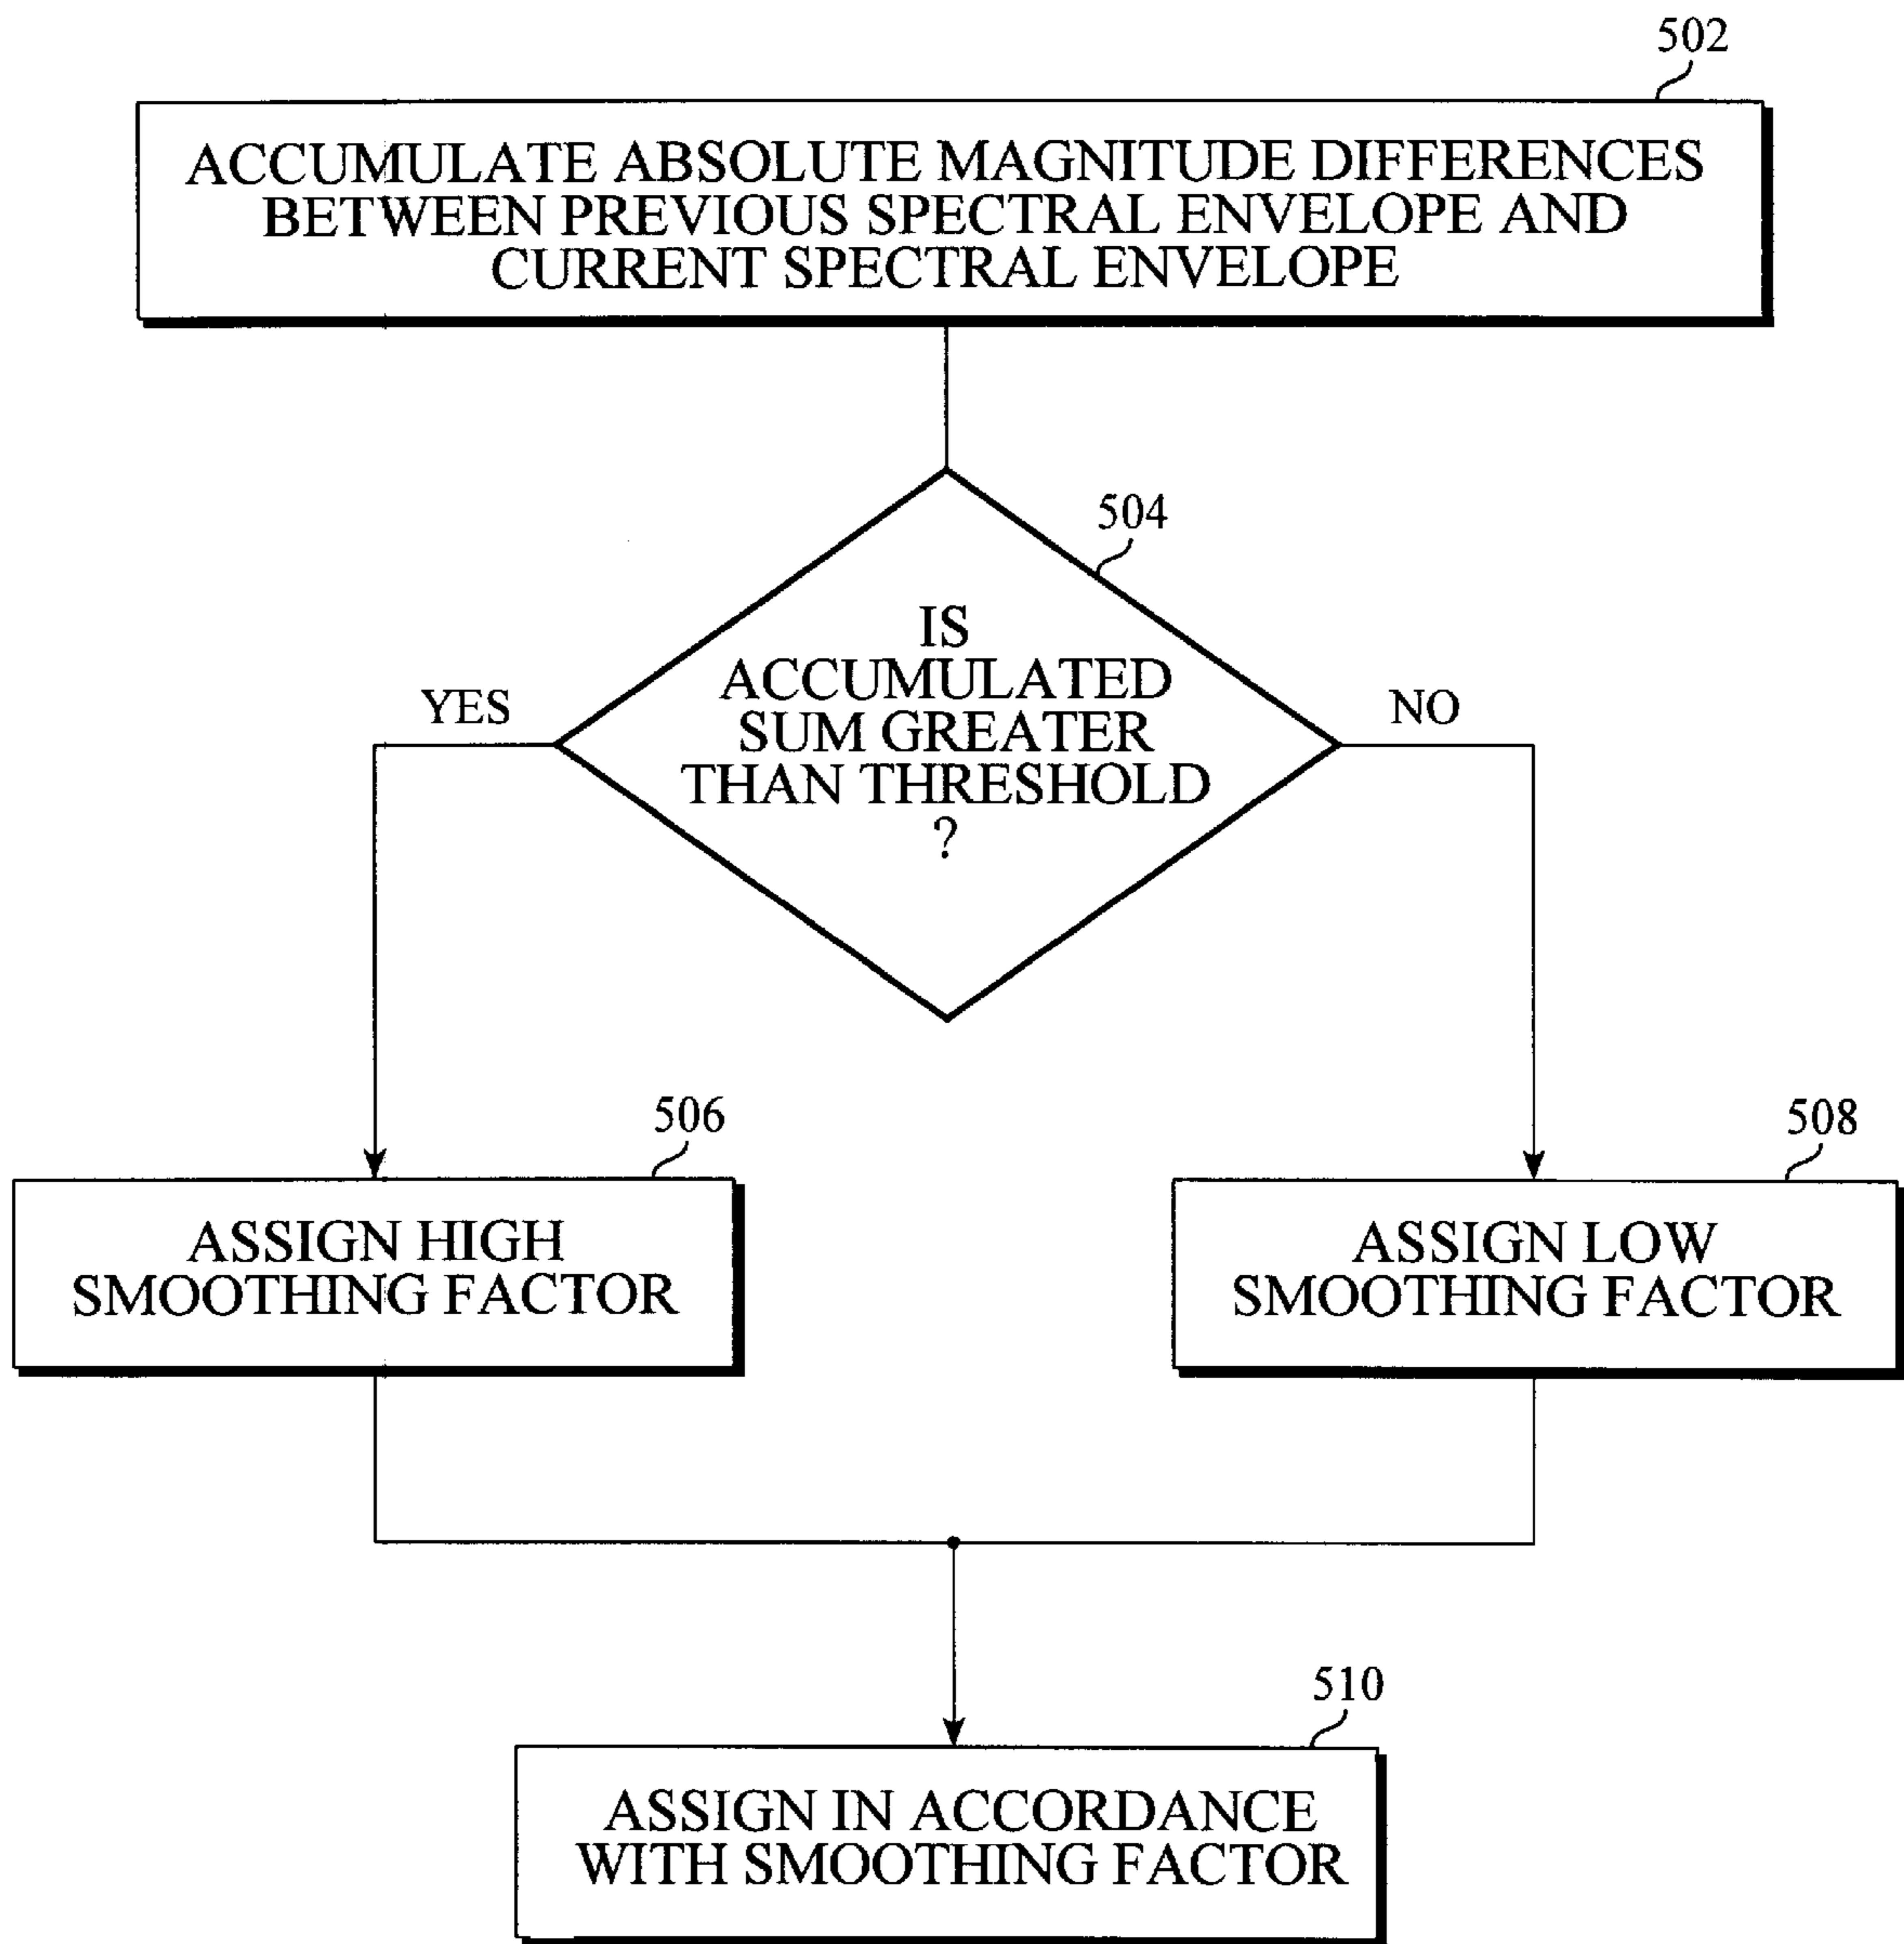 502
ACCUMULATE ABSOLUTE MAGNITUDE DIFFERENCES
BETWEEN PREVIOUS SPECTRAL ENVELOPE AND
CURRENT SPECTRAL ENVELOPE
504
IS
ACCUMULATED
SUM GREATER
THAN THRESHOLD
?
YES
NO
506
ASSIGN HIGH
SMOOTHING FACTOR
508
ASSIGN LOW
SMOOTHING FACTOR
510
ASSIGN IN ACCORDANCE
WITH SMOOTHING FACTOR